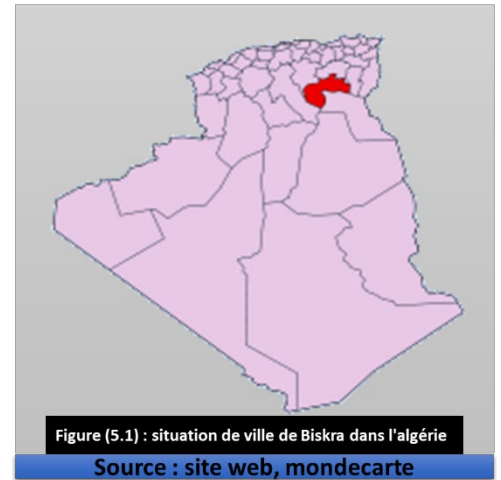 Figure (5.1) : situation de ville de Biskra dans l'algérie
Source : site web, mondecarte